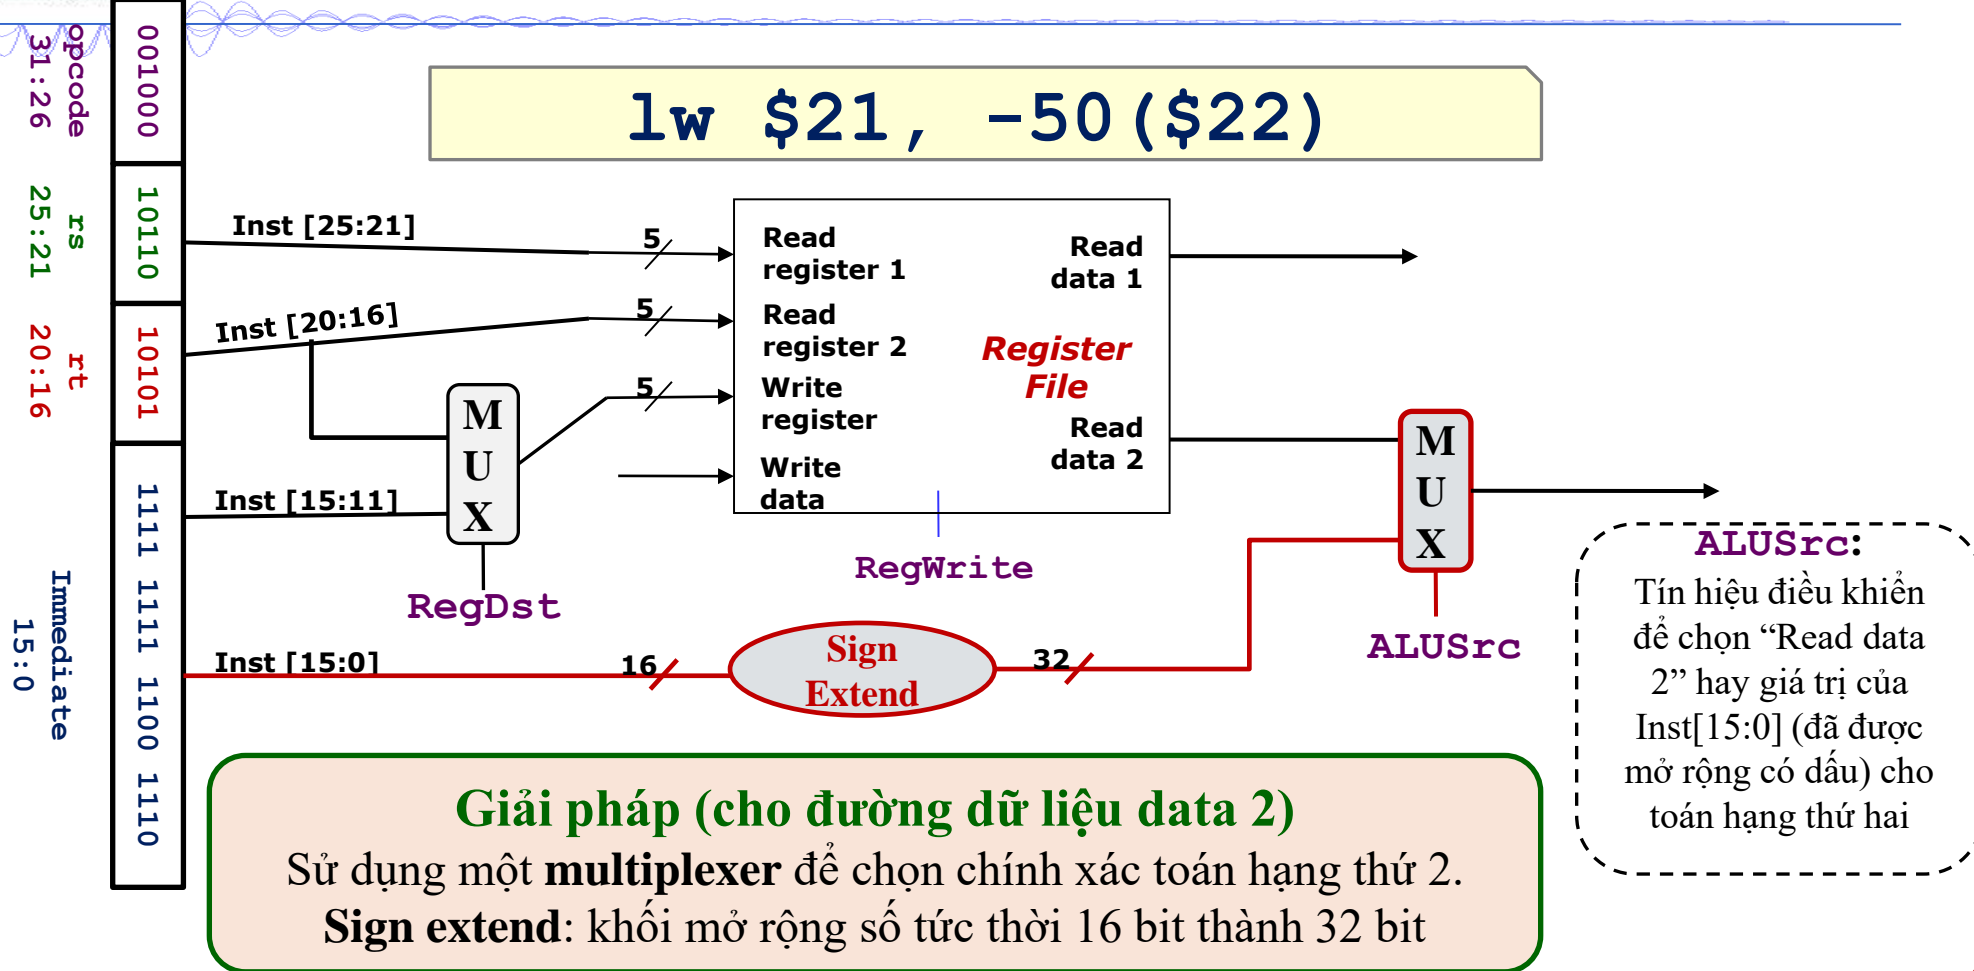 opcode
31:26
001000
rs
25:21
10110
rt
20:16
10101
Immediate
15:0
1111 1111 1100 1110
lw $21, -50($22)
Inst [25:21]
5
Inst [20:16]
5
5
Inst [15:11]
M
U
X
RegDst
Read
register 1
Read
register 2
Write
register
Write
data
Read
data 1
Register
File
Read
data 2
RegWrite
M
U
X
ALUSrc
Inst [15:0]
16
Sign
Extend
32
ALUSrc:
Tín hiệu điều khiển
để chọn “Read data
2” hay giá trị của
Inst[15:0] (đã được
mở rộng có dấu) cho
toán hạng thứ hai
Giải pháp (cho đường dữ liệu data 2)
Sử dụng một multiplexer để chọn chính xác toán hạng thứ 2.
Sign extend: khối mở rộng số tức thời 16 bit thành 32 bit